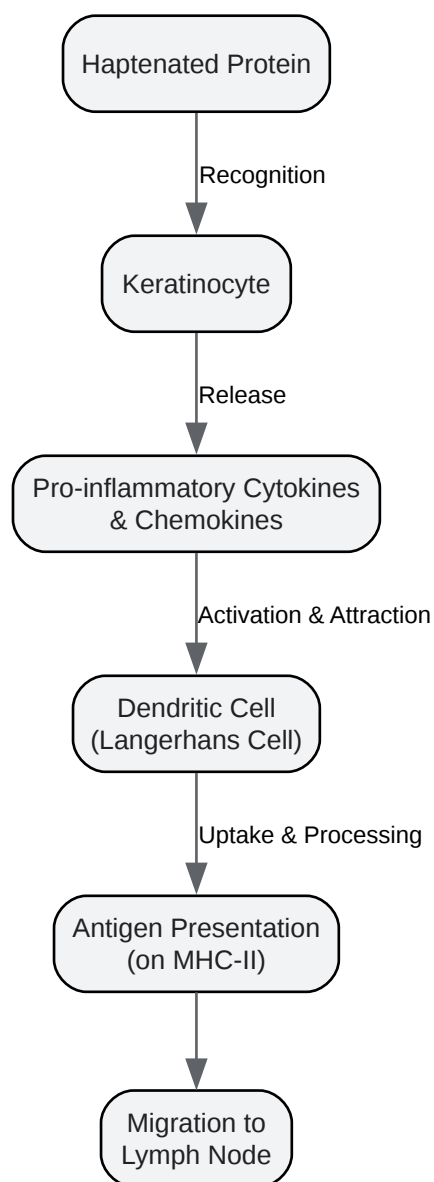 Haptenated Protein
Recognition
Keratinocyte
Release
Pro-inflammatory Cytokines
& Chemokines
Activation & Attraction
Dendritic Cell
(Langerhans Cell)
Uptake & Processing
Antigen Presentation
(on MHC-II)
Migration to
Lymph Node